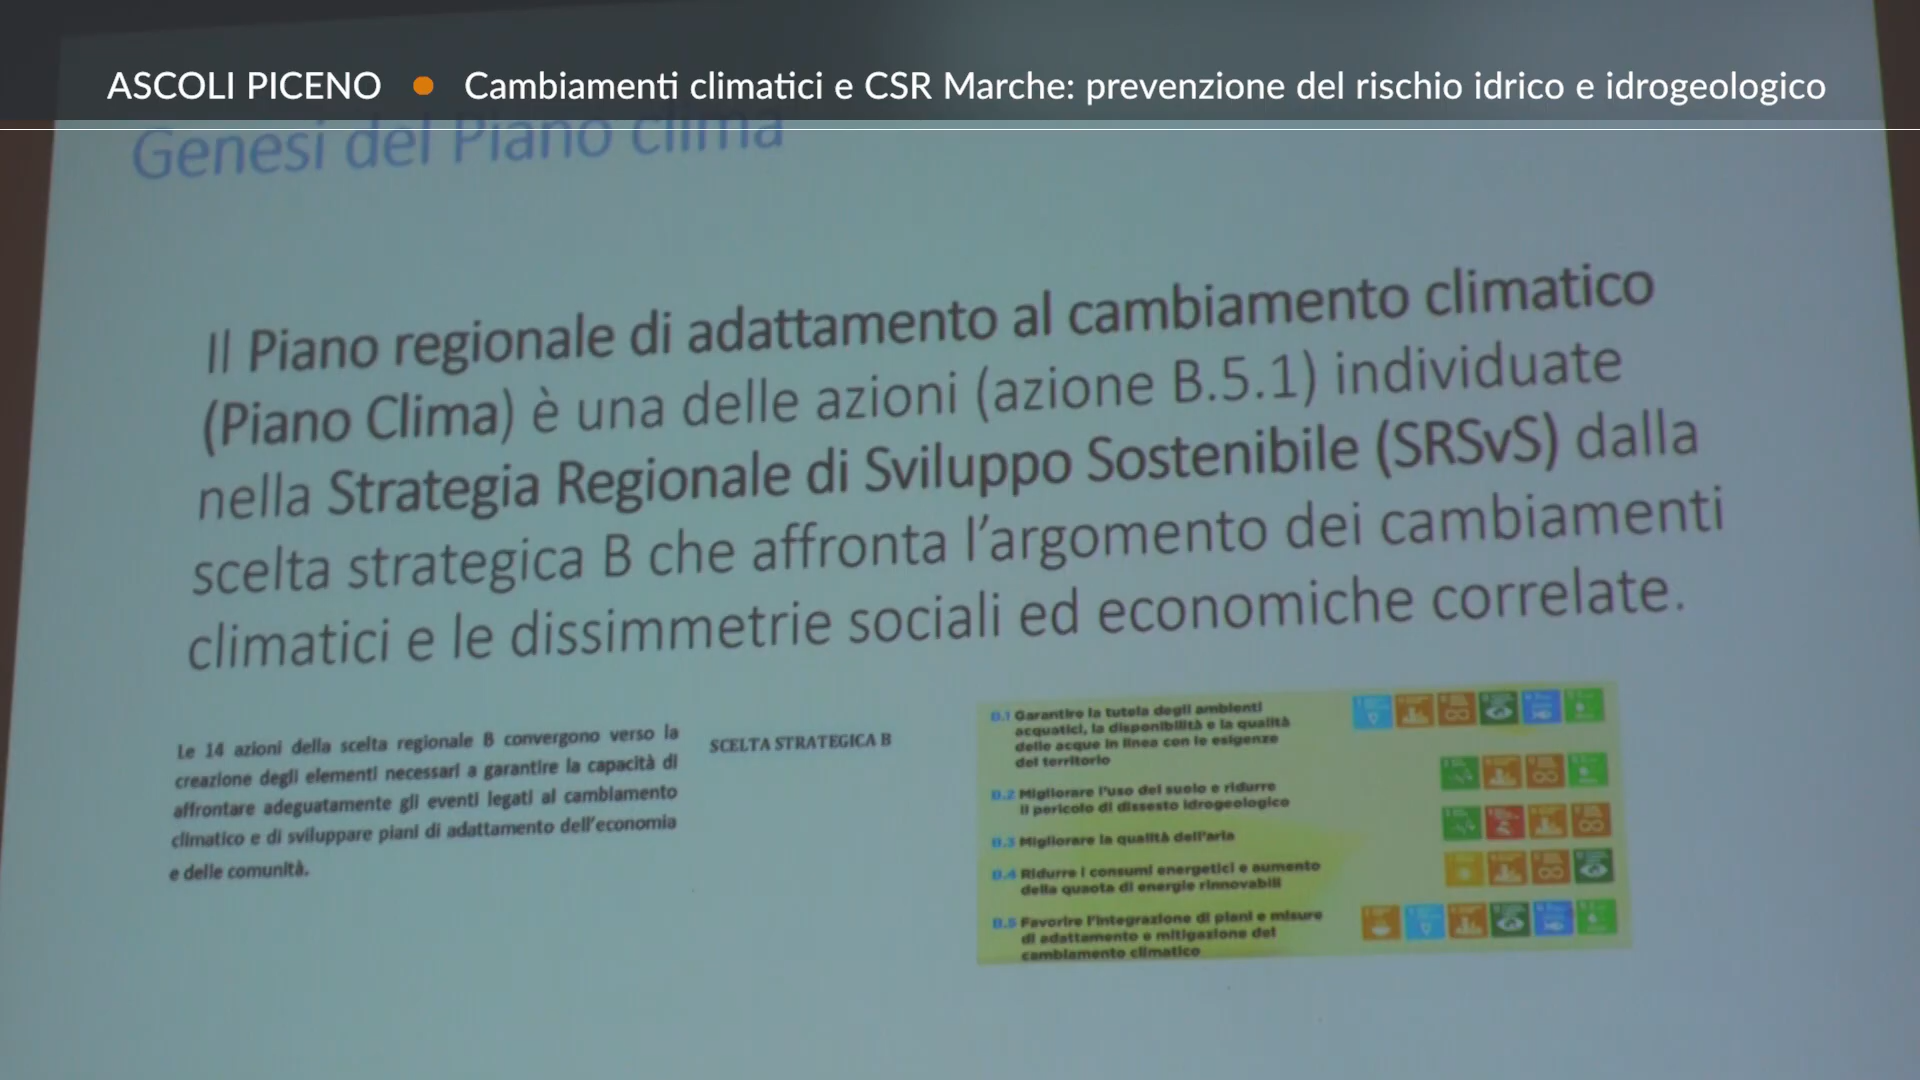 ASCOLI PICENO ● Cambiamenti climatici e CSR Marche: prevenzione del rischio idrico e idrogeologico
Genesi del Piano clima
Il Piano regionale di adattamento al cambiamento climatico
(Piano Clima) è una delle azioni (azione B.5.1) individuate
nella Strategia Regionale di Sviluppo Sostenibile (SRSvS) dalla
scelta strategica B che affronta l'argomento dei cambiamenti
climatici e le dissimmetrie sociali ed economiche correlate.
Le 14 azioni della scelta regionale B convergono verso la
creazione degli elementi necessari a garantire la capacità di
affrontare adeguatamente gli eventi legati al cambiamento
climatico e di sviluppare piani di adattamento dell'economia
e delle comunità.
SCELTA STRATEGICA B
B.1 Garantire la tutela degli ambienti
acquatici, la disponibilità e la qualità
delle acque in linea con le esigenze
del territorio
B.2 Migliorare l'uso del suolo e ridurre
il pericolo di dissesto idrogeologico
B.3 Migliorare la qualità dell'aria
B.4 Ridurre i consumi energetici e aumento
della quaota di energie rinnovabili
B.5 Favorire l'integrazione di piani e misure
di adattamento e mitigazione del
cambiamento climatico